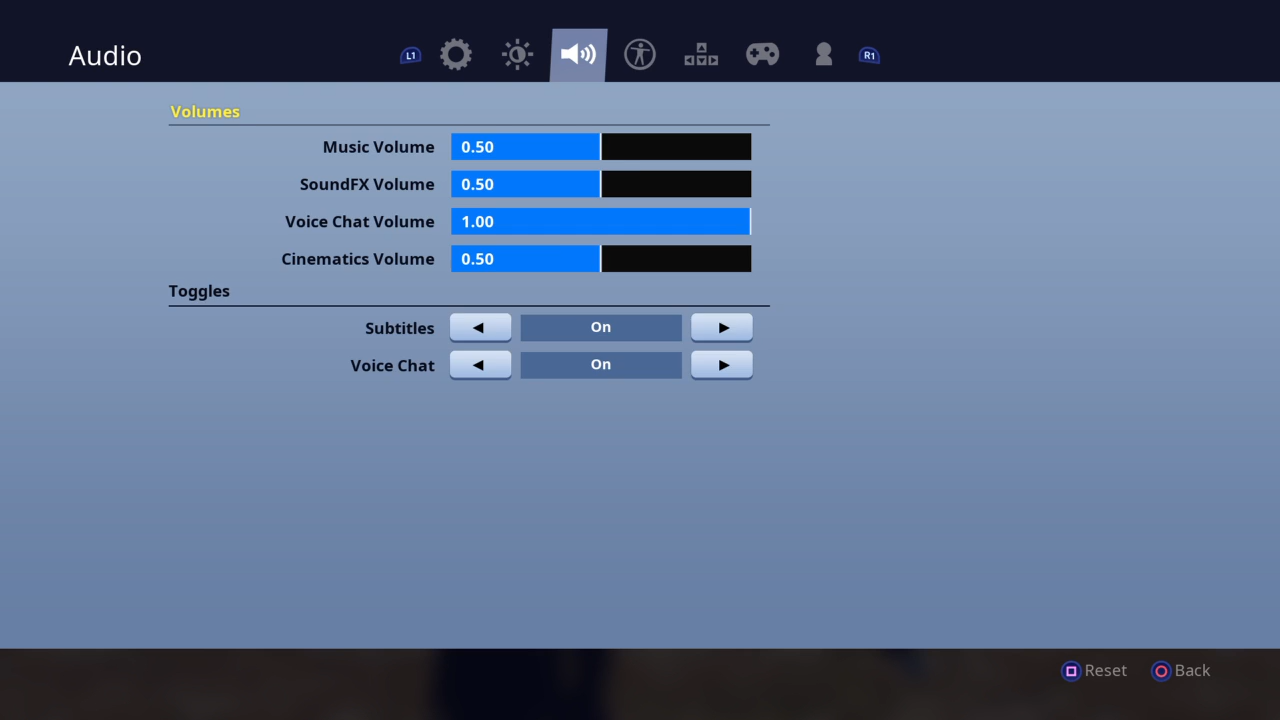 Audio
L1
R1
Volumes
Music Volume 0.50
SoundFX Volume 0.50
Voice Chat Volume 1.00
Cinematics Volume 0.50
Toggles
Subtitles On
Voice Chat On
Reset Back